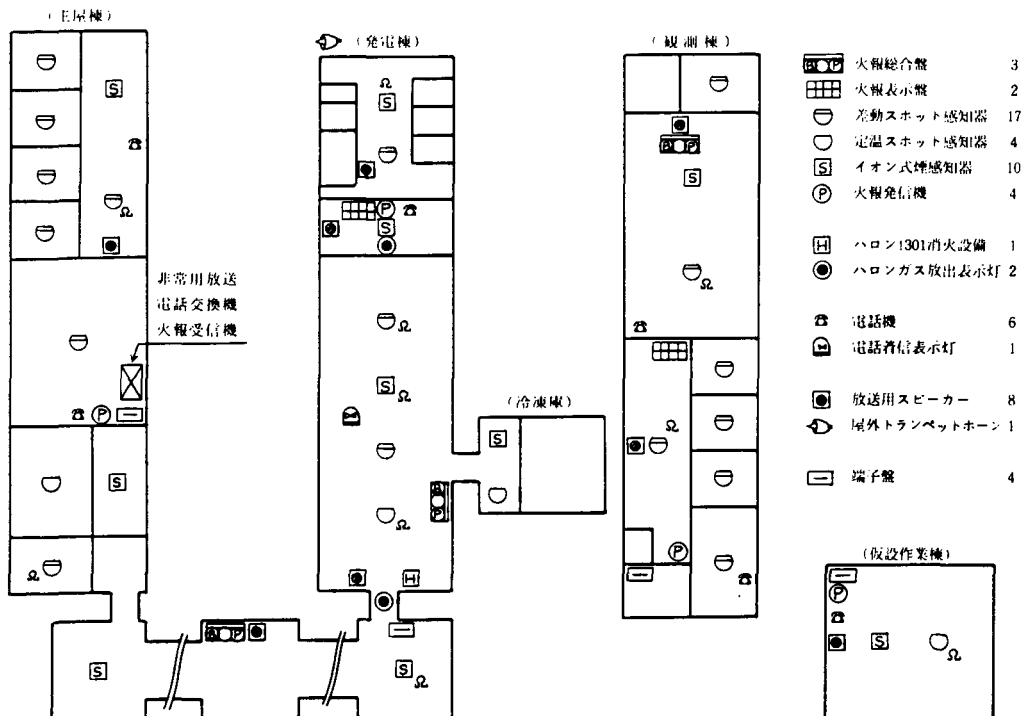 (主屋棟)
(発電棟)
(観測棟)
非常用放送
電話交換機
火報受信機
(冷凍庫)
(仮設作業棟)
火報総合盤 3
火報表示盤 2
差動スポット感知器 17
定温スポット感知器 4
S イオン式煙感知器 10
P 火報発信機 4
H ハロン1301消火設備 1
ハロンガス放出表示灯 2
電話機 6
電話着信表示灯 1
放送用スピーカー 8
屋外トランペットホーン 1
端子盤 4